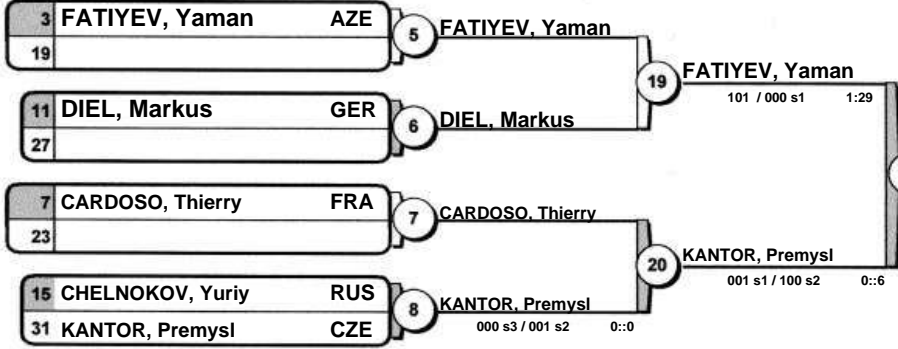 3 FATIYEV, Yaman AZE
19
5
FATIYEV, Yaman
11 DIEL, Markus GER
27
6
DIEL, Markus
19
FATIYEV, Yaman
101 / 000 s1 1:29
7 CARDOSO, Thierry FRA
23
7
CARDOSO, Thierry
15 CHELNOKOV, Yuriy RUS
31 KANTOR, Premysl CZE
8
KANTOR, Premysl
000 s3 / 001 s2 0::0
20
KANTOR, Premysl
001 s1 / 100 s2 0::6